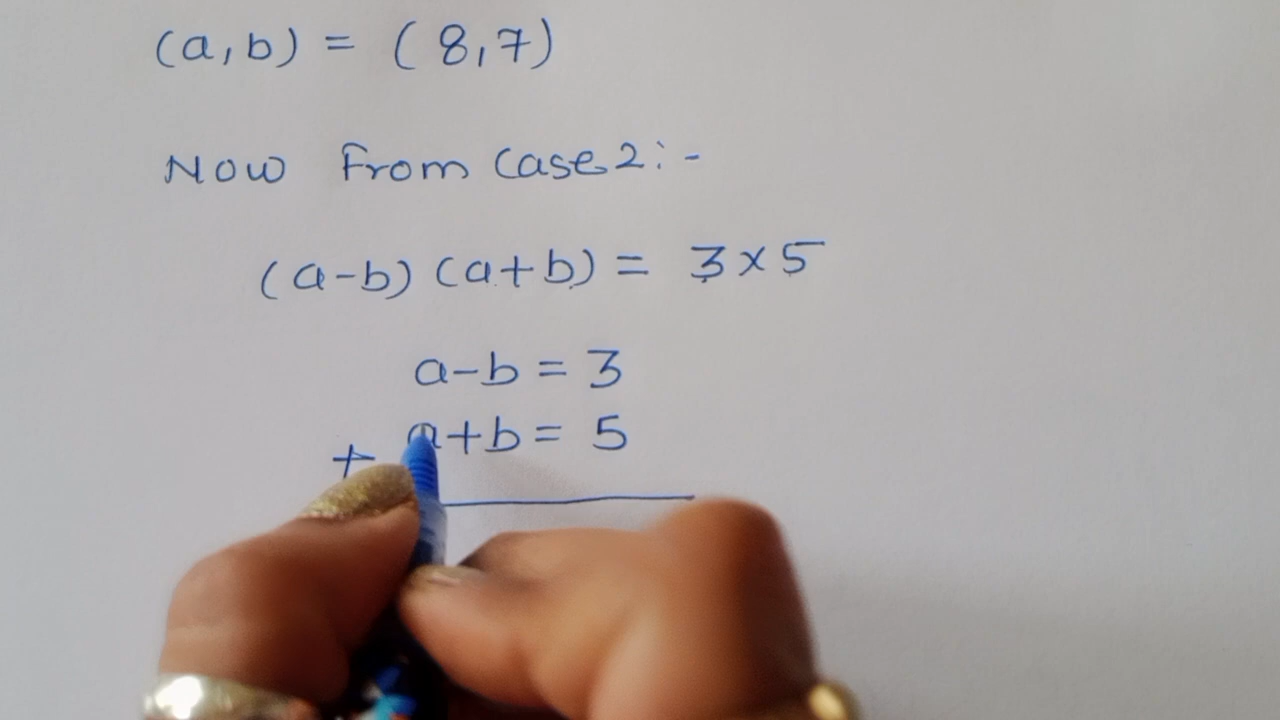 (a,b) = (8,7)
Now From Case2:-
(a-b) (a+b) = 3×5
a-b = 3
+ a+b = 5